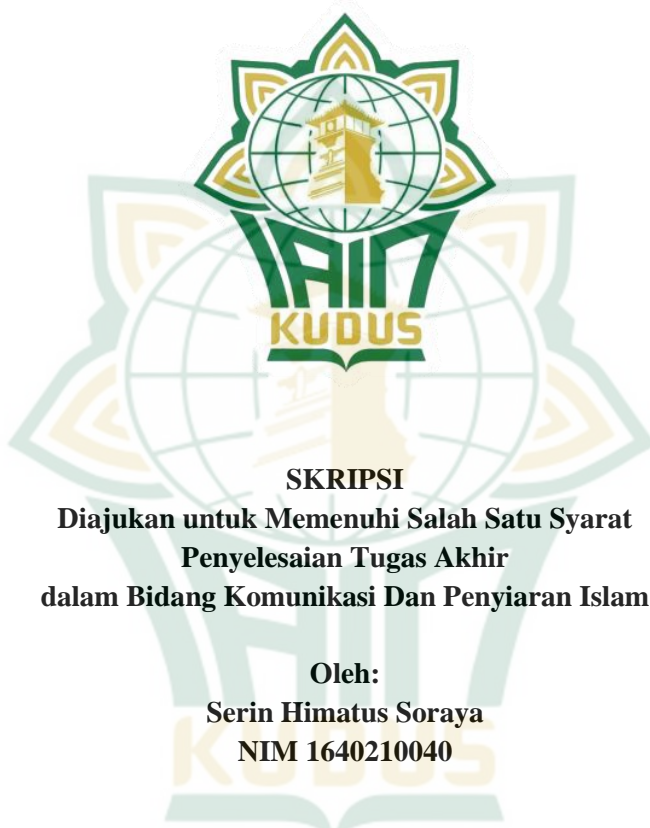 IAIN
KUDUS
SKRIPSI
Diajukan untuk Memenuhi Salah Satu Syarat
Penyelesaian Tugas Akhir
dalam Bidang Komunikasi Dan Penyiaran Islam
Oleh:
Serin Himatus Soraya
NIM 1640210040
KUDUS